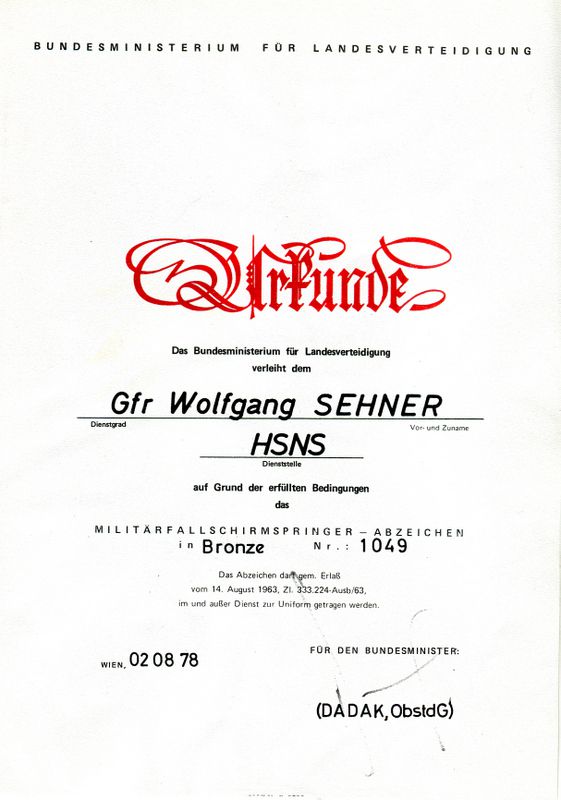 BUNDESMINISTERIUM FÜR LANDESVERTEIDIGUNG
Urkunde
Das Bundesministerium für Landesverteidigung
verleiht dem
Gfr Wolfgang SEHNER
Dienstgrad Vor- und Zuname
HSNS
Dienststelle
auf Grund der erfüllten Bedingungen
das
MILITÄRFALLSCHIRMSPRINGER – ABZEICHEN
in Bronze Nr.: 1049
Das Abzeichen darf gem. Erlaß
vom 14. August 1963, Zl. 333.224-Ausb/63,
im und außer Dienst zur Uniform getragen werden.
FÜR DEN BUNDESMINISTER:
WIEN, 02 08 78
(DADAK, ObstdG)